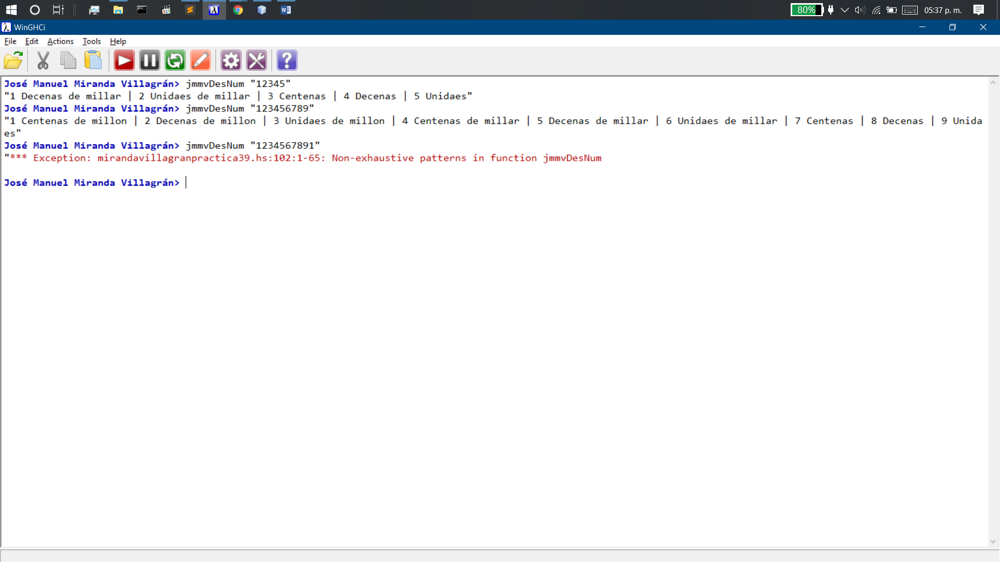 80%
05:37 p. m.
WinGHCi
File Edit Actions Tools Help
José Manuel Miranda Villagrán> jmmvDesNum "12345"
"1 Decenas de millar | 2 Unidaes de millar | 3 Centenas | 4 Decenas | 5 Unidaes"
José Manuel Miranda Villagrán> jmmvDesNum "123456789"
"1 Centenas de millon | 2 Decenas de millon | 3 Unidaes de millon | 4 Centenas de millar | 5 Decenas de millar | 6 Unidaes de millar | 7 Centenas | 8 Decenas | 9 Unida
es"
José Manuel Miranda Villagrán> jmmvDesNum "1234567891"
"*** Exception: mirandavillagranpractica39.hs:102:1-65: Non-exhaustive patterns in function jmmvDesNum
José Manuel Miranda Villagrán>